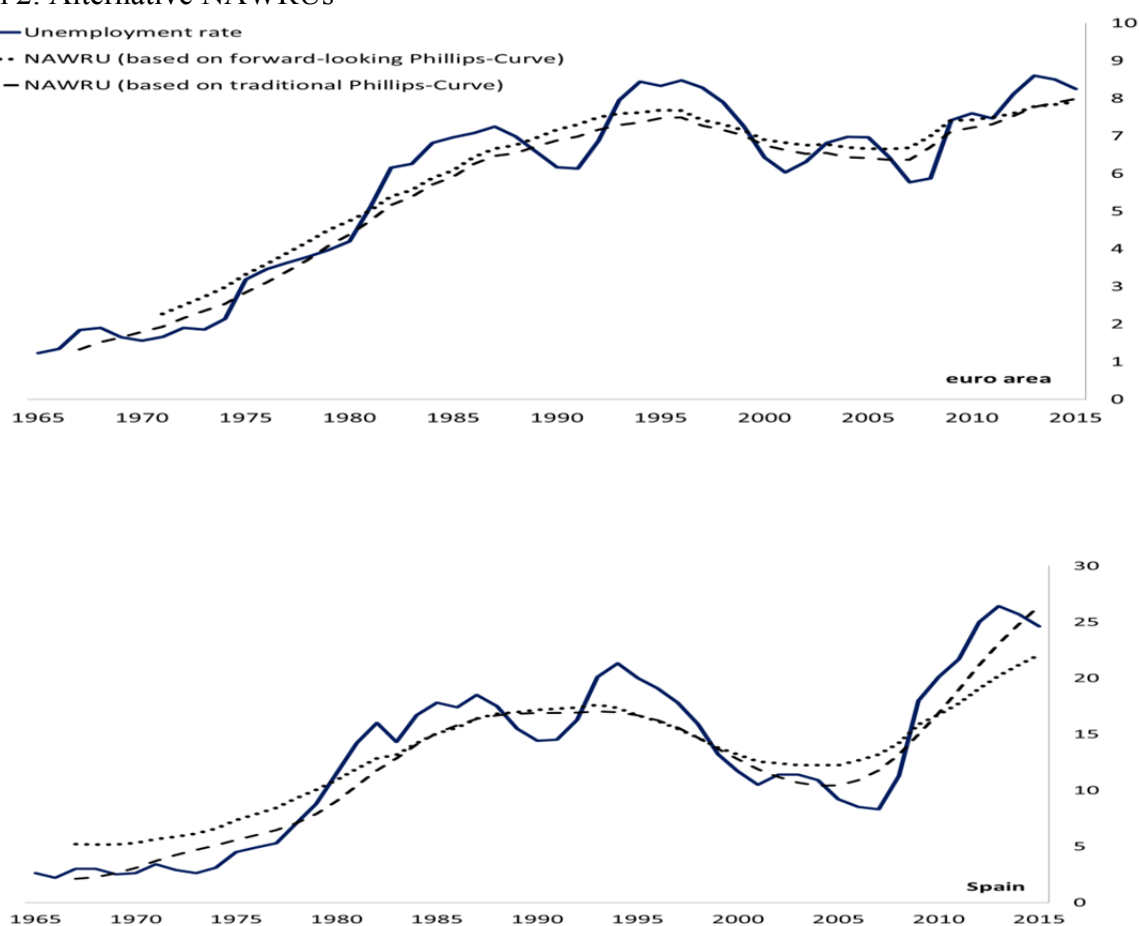 2: Alternative NAWRUs
Unemployment rate
NAWRU (based on forward-looking Phillips-Curve)
NAWRU (based on traditional Phillips-Curve)
10
9
8
7
6
5
4
3
2
1
0
euro area
1965 1970 1975 1980 1985 1990 1995 2000 2005 2010 2015
30
25
20
15
10
5
0
Spain
1965 1970 1975 1980 1985 1990 1995 2000 2005 2010 2015